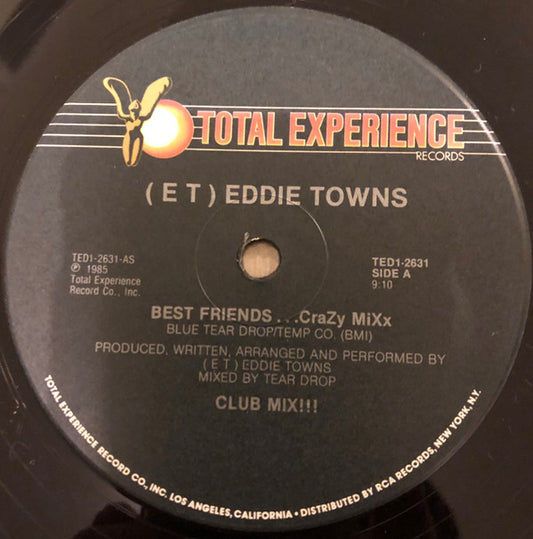 TOTAL EXPERIENCE
RECORDS
( E T ) EDDIE TOWNS
TED1-2631-AS
℗ 1985
Total Experience
Record Co., Inc.
TED1-2631
SIDE A
9:10
BEST FRIENDS...CraZy MiXx
BLUE TEAR DROP/TEMP CO. (BMI)
PRODUCED, WRITTEN, ARRANGED AND PERFORMED BY
( E T ) EDDIE TOWNS
MIXED BY TEAR DROP
CLUB MIX!!!
TOTAL EXPERIENCE RECORD CO., INC. LOS ANGELES, CALIFORNIA • DISTRIBUTED BY RCA RECORDS, NEW YORK, N.Y.